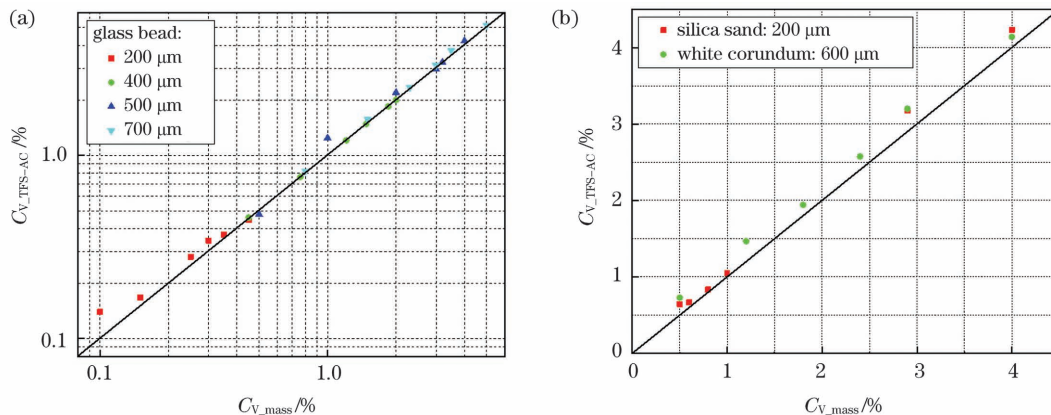 (a)
glass bead:
200 μm
400 μm
500 μm
700 μm
1.0
0.1
C_V_TFS−AC /%
0.1
1.0
C_V_mass /%
(b)
silica sand: 200 μm
white corundum: 600 μm
4
3
2
1
0
C_V_TFS−AC /%
0
1
2
3
4
C_V_mass /%